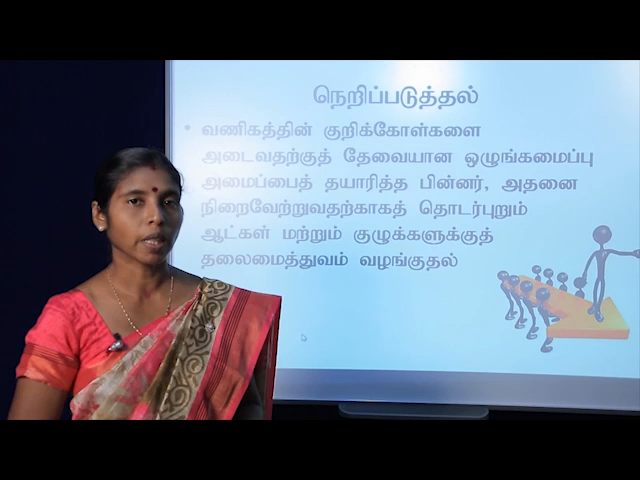 நெறிப்படுத்தல்
• வணிகத்தின் குறிக்கோள்களை
அடைவதற்குத் தேவையான ஒழுங்கமைப்பு
அமைப்பைத் தயாரித்த பின்னர், அதனை
நிறைவேற்றுவதற்காகத் தொடர்புறும்
ஆட்கள் மற்றும் குழுக்களுக்குத்
தலைமைத்துவம் வழங்குதல்